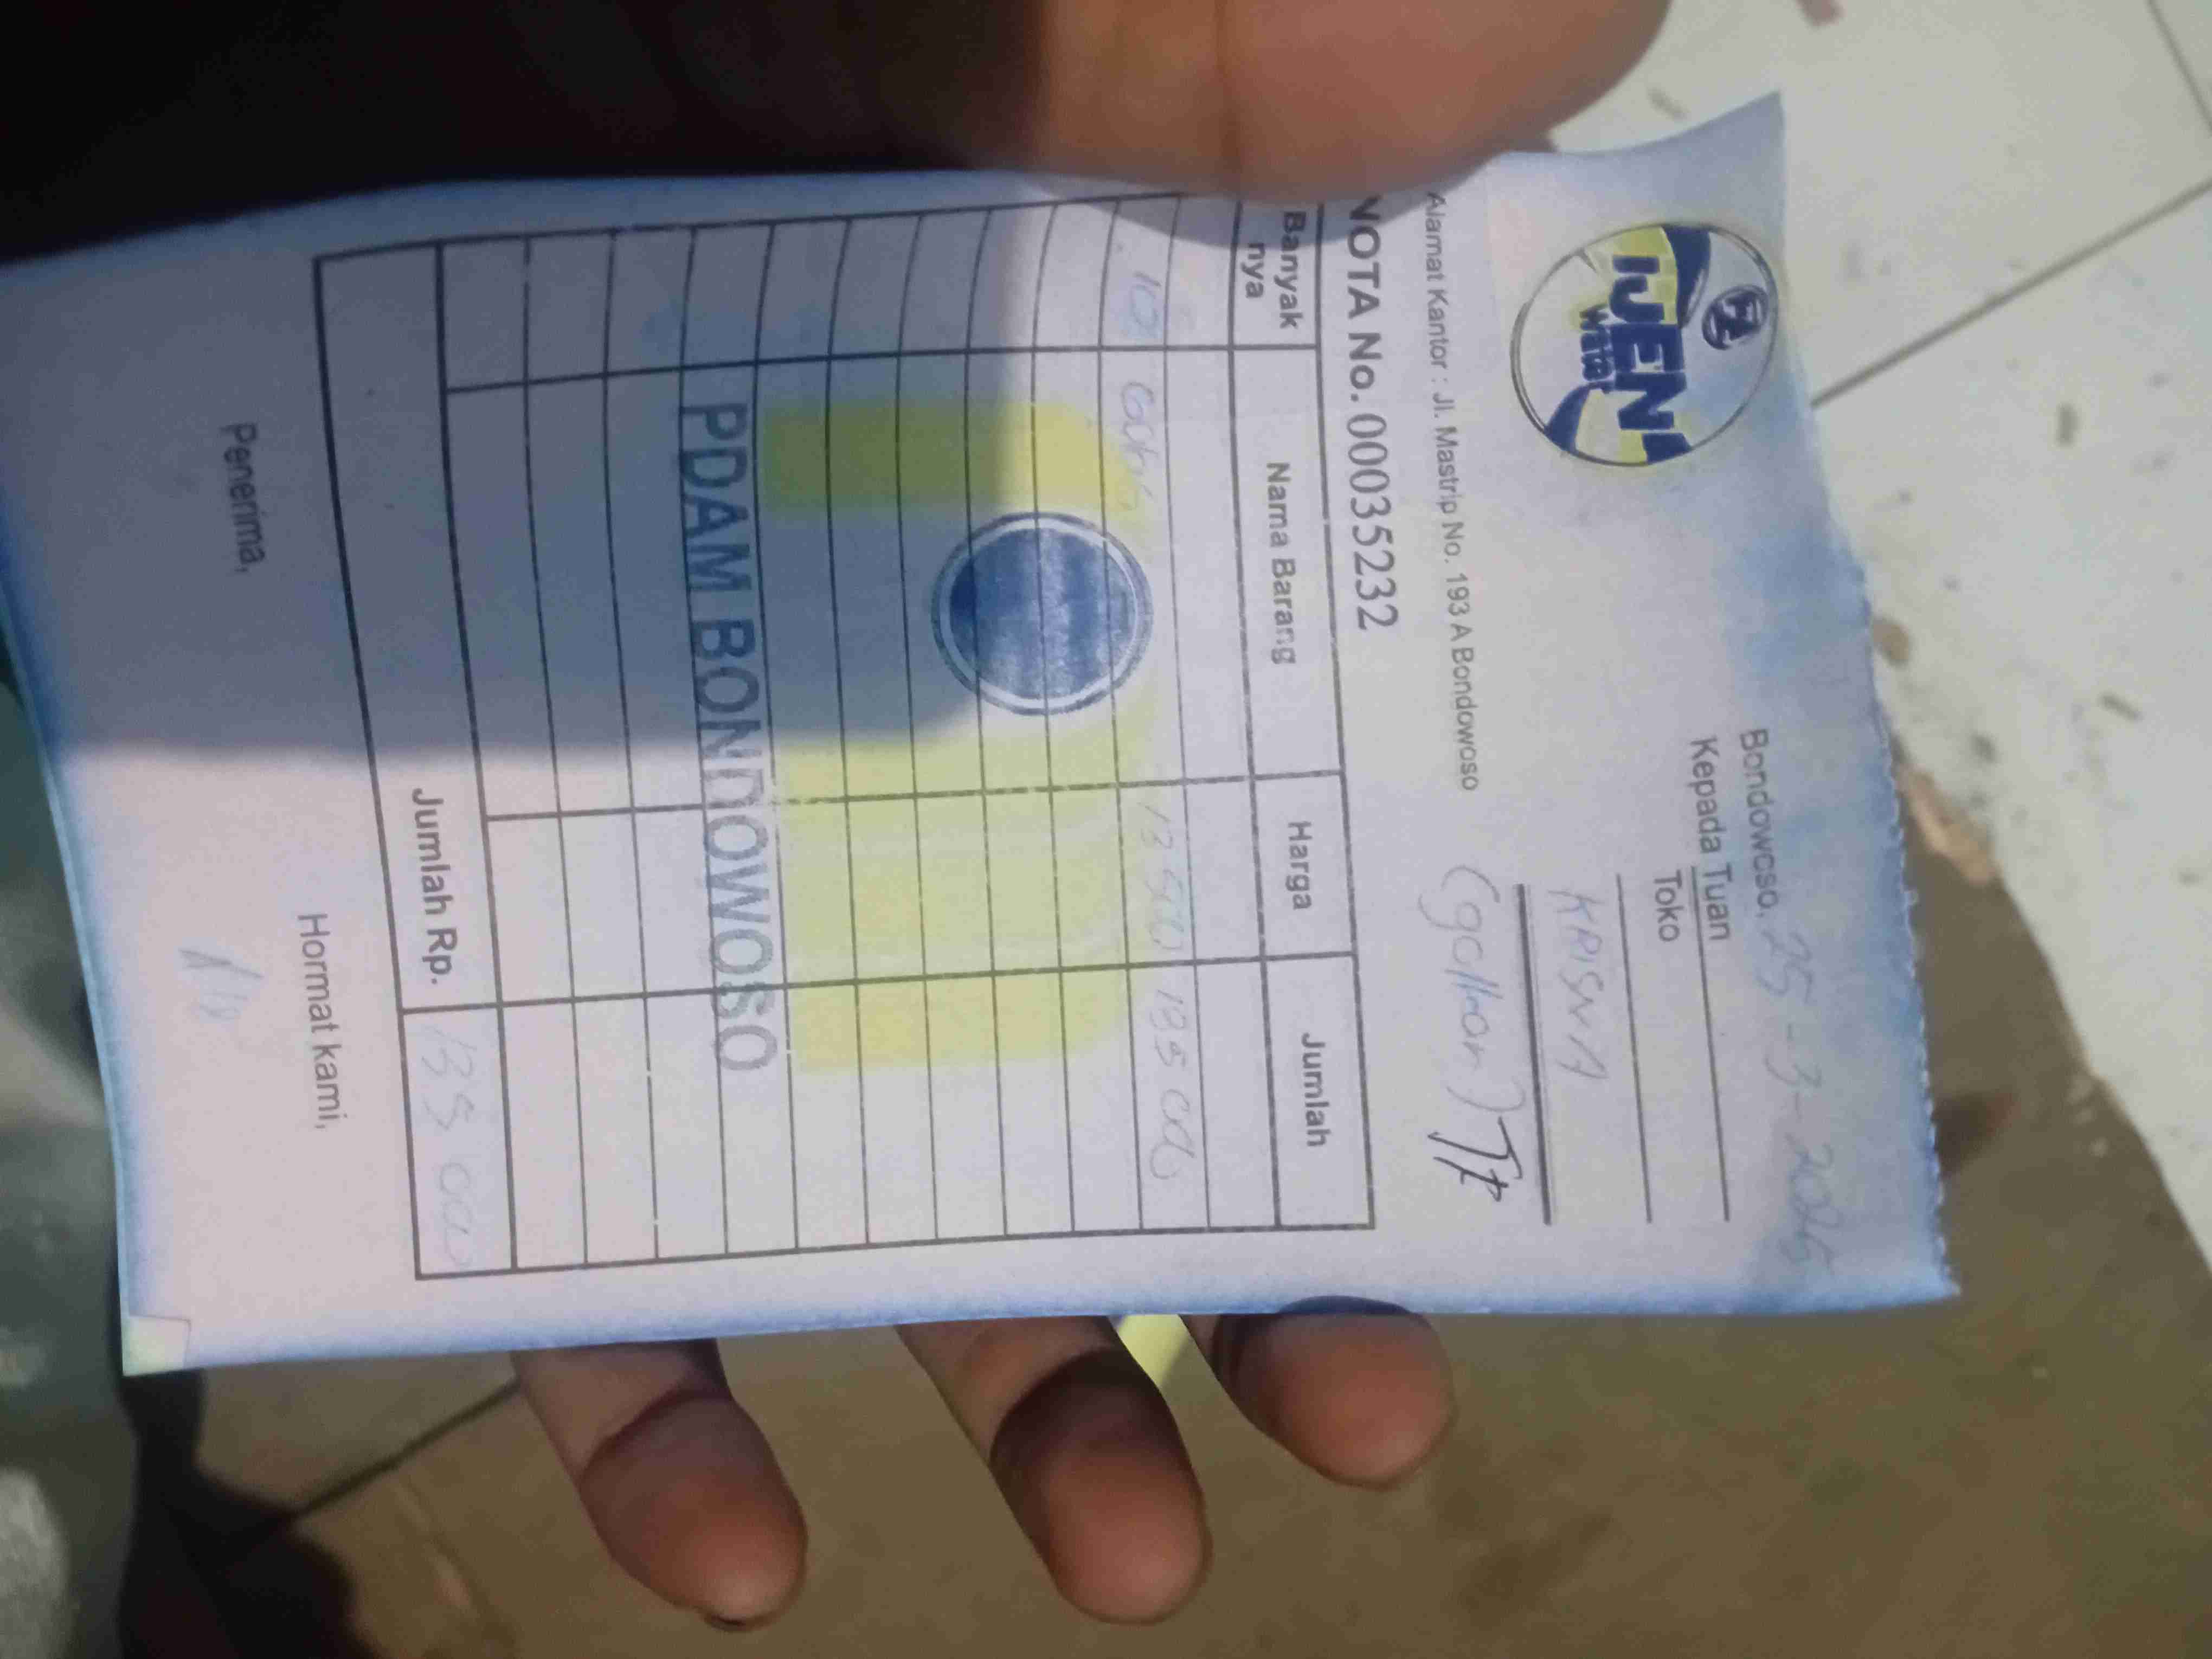 IJEN
Water
Bondowoso, 25-3-2025
Kepada Tuan
Toko
KRISNA
Alamat Kantor : Jl. Mastrip No. 193 A Bondowoso
(gallon) TP
NOTA No. 00035232
Banyak nya Nama Barang Harga Jumlah
10 13 500 135 000
PDAM BONDOWOSO
Jumlah Rp. 135 000
Penerima, Hormat kami,